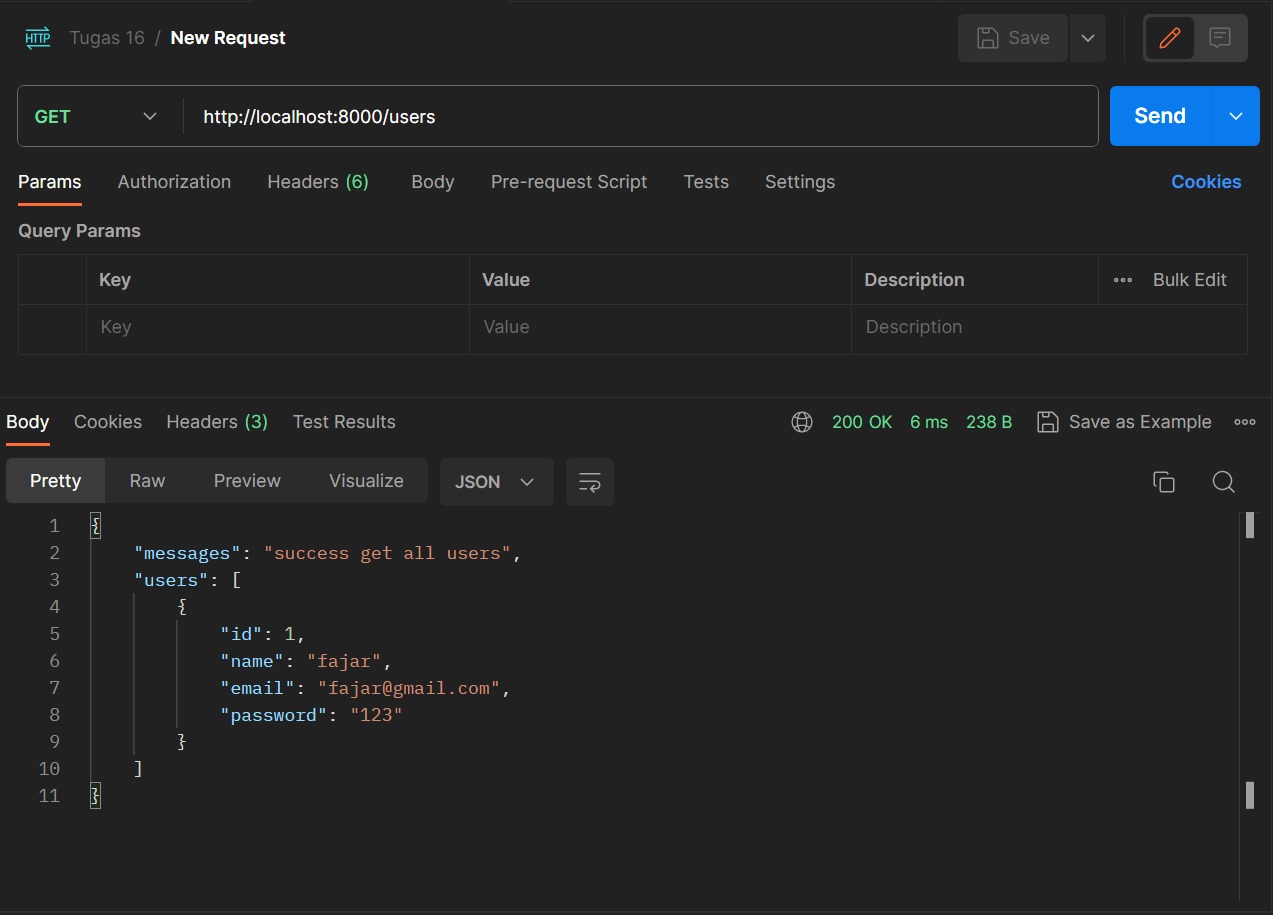 HTTP Tugas 16 / New Request Save
GET http://localhost:8000/users Send
Params Authorization Headers (6) Body Pre-request Script Tests Settings Cookies
Query Params
Key Value Description ••• Bulk Edit
Key Value Description
Body Cookies Headers (3) Test Results 200 OK 6 ms 238 B Save as Example •••
Pretty Raw Preview Visualize JSON
1 {
2 "messages": "success get all users",
3 "users": [
4 {
5 "id": 1,
6 "name": "fajar",
7 "email": "fajar@gmail.com",
8 "password": "123"
9 }
10 ]
11 }